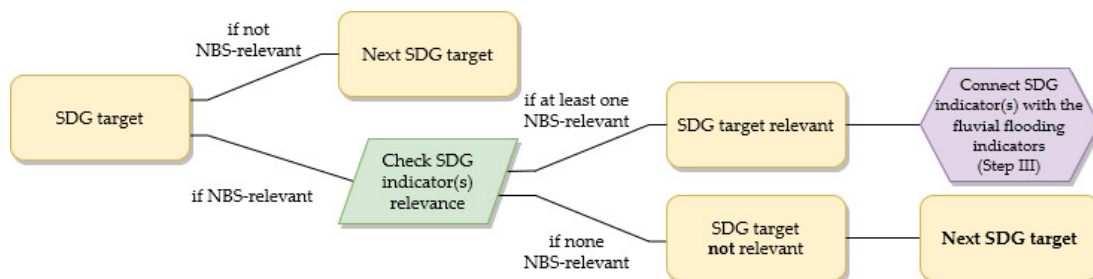 SDG target
if not
NBS-relevant
Next SDG target
if NBS-relevant
Check SDG
indicator(s)
relevance
if at least one
NBS-relevant
SDG target relevant
Connect SDG
indicator(s) with the
fluvial flooding
indicators
(Step III)
if none
NBS-relevant
SDG target
not relevant
Next SDG target